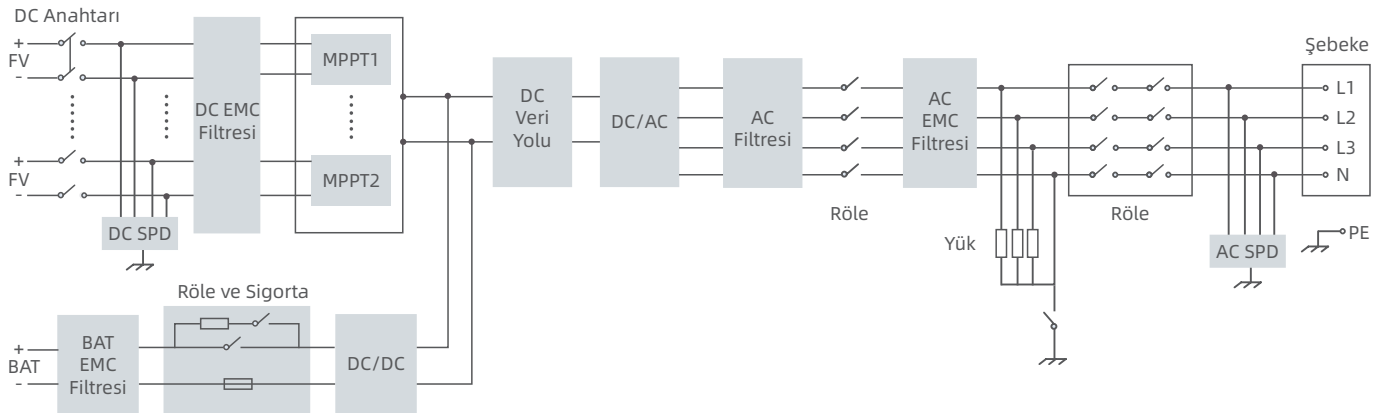 DC Anahtarı
+
FV
-
+
FV
-
DC SPD
DC EMC
Filtresi
MPPT1
MPPT2
DC
Veri
Yolu
DC/AC
AC
Filtresi
Röle
AC
EMC
Filtresi
Yük
Röle
Şebeke
L1
L2
L3
N
PE
AC SPD
Röle ve Sigorta
+
BAT
-
BAT
EMC
Filtresi
DC/DC